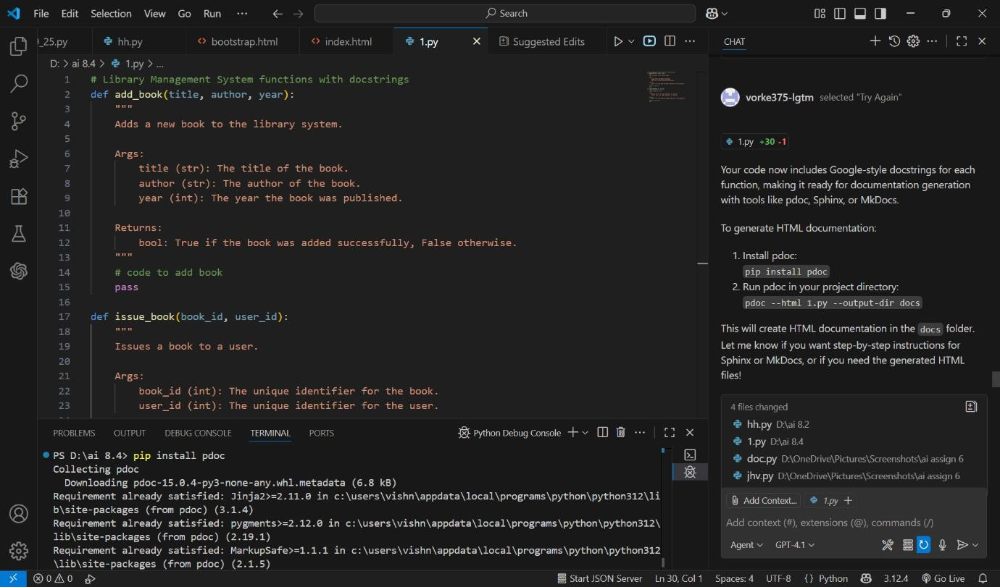 File Edit Selection View Go Run ··· Search
_25.py hh.py bootstrap.html index.html 1.py Suggested Edits
D: > ai 8.4 > 1.py > ...
1 # Library Management System functions with docstrings
2 def add_book(title, author, year):
3 """
4 Adds a new book to the library system.
5
6 Args:
7 title (str): The title of the book.
8 author (str): The author of the book.
9 year (int): The year the book was published.
10
11 Returns:
12 bool: True if the book was added successfully, False otherwise.
13 """
14 # code to add book
15 pass
16
17 def issue_book(book_id, user_id):
18 """
19 Issues a book to a user.
20
21 Args:
22 book_id (int): The unique identifier for the book.
23 user_id (int): The unique identifier for the user.
PROBLEMS OUTPUT DEBUG CONSOLE TERMINAL PORTS Python Debug Console
PS D:\ai 8.4> pip install pdoc
Collecting pdoc
Downloading pdoc-15.0.4-py3-none-any.whl.metadata (6.8 kB)
Requirement already satisfied: Jinja2>=2.11.0 in c:\users\vishn\appdata\local\programs\python\python312\li
b\site-packages (from pdoc) (3.1.4)
Requirement already satisfied: pygments>=2.12.0 in c:\users\vishn\appdata\local\programs\python\python312\
lib\site-packages (from pdoc) (2.19.1)
Requirement already satisfied: MarkupSafe>=1.1.1 in c:\users\vishn\appdata\local\programs\python\python312
\lib\site-packages (from pdoc) (2.1.5)
CHAT
vorke375-lgtm selected "Try Again"
1.py +30 -1
Your code now includes Google-style docstrings for each
function, making it ready for documentation generation
with tools like pdoc, Sphinx, or MkDocs.
To generate HTML documentation:
1. Install pdoc:
pip install pdoc
2. Run pdoc in your project directory:
pdoc --html 1.py --output-dir docs
This will create HTML documentation in the docs folder.
Let me know if you want step-by-step instructions for
Sphinx or MkDocs, or if you need the generated HTML
files!
4 files changed
hh.py D:\ai 8.2
1.py D:\ai 8.4
doc.py D:\OneDrive\Pictures\Screenshots\ai assign 6
jhv.py D:\OneDrive\Pictures\Screenshots\ai assign 6
Add Context... 1.py +
Add context (#), extensions (@), commands (/)
Agent GPT-4.1
0 0 Start JSON Server Ln 30, Col 1 Spaces: 4 UTF-8 {} Python 3.12.4 Go Live